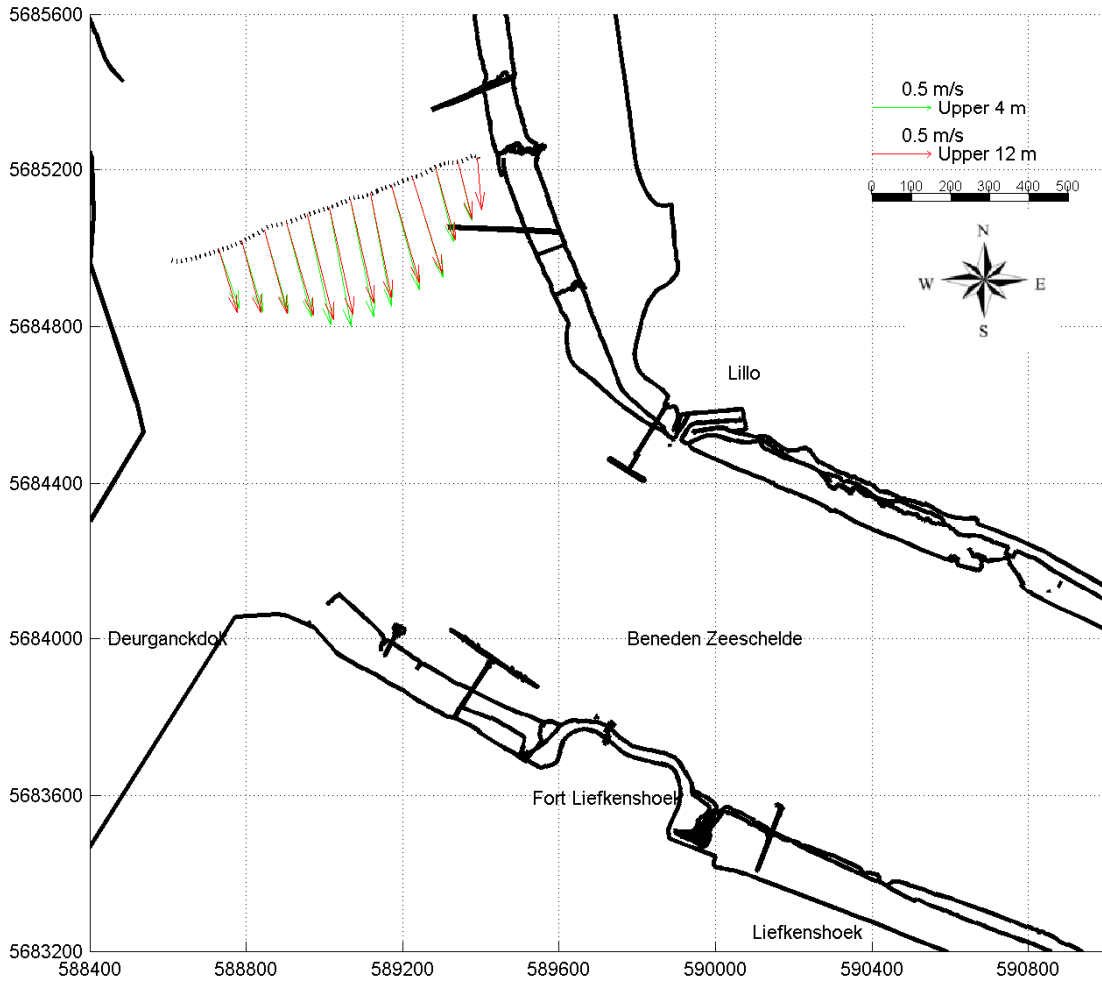 5685600
0.5 m/s
Upper 4 m
0.5 m/s
Upper 12 m
5685200
0 100 200 300 400 500
N
W E
S
5684800
Lillo
5684400
5684000
Deurganckdok
Beneden Zeeschelde
5683600
Fort Liefkenshoek
Liefkenshoek
5683200
588400 588800 589200 589600 590000 590400 590800